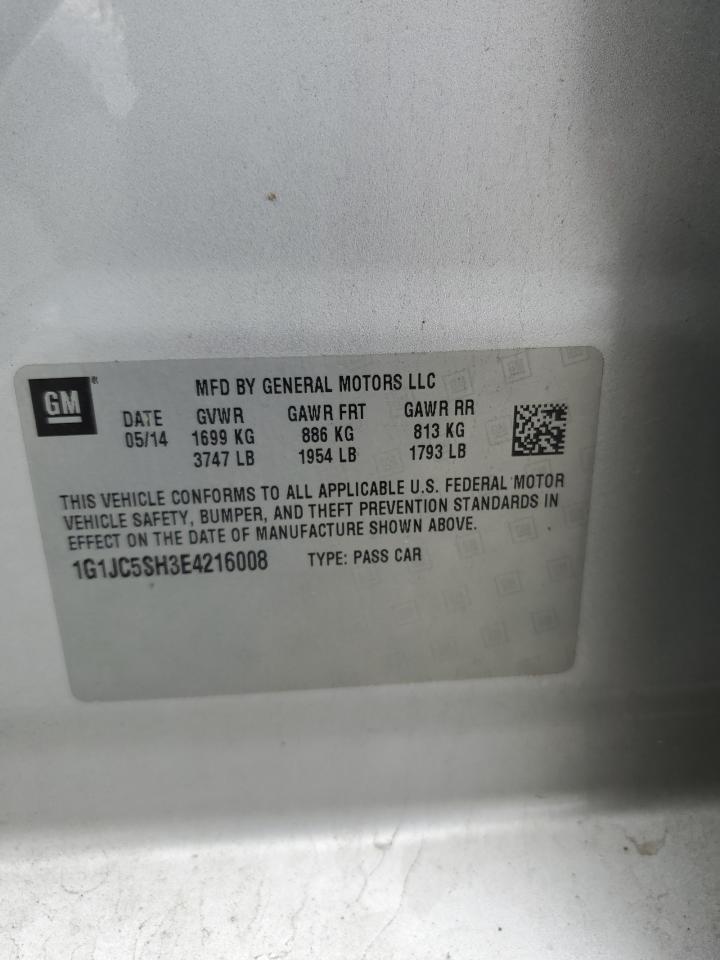 GM®
MFD BY GENERAL MOTORS LLC
DATE GVWR GAWR FRT GAWR RR
05/14 1699 KG 886 KG 813 KG
3747 LB 1954 LB 1793 LB
THIS VEHICLE CONFORMS TO ALL APPLICABLE U.S. FEDERAL MOTOR
VEHICLE SAFETY, BUMPER, AND THEFT PREVENTION STANDARDS IN
EFFECT ON THE DATE OF MANUFACTURE SHOWN ABOVE.
1G1JC5SH3E4216008 TYPE: PASS CAR